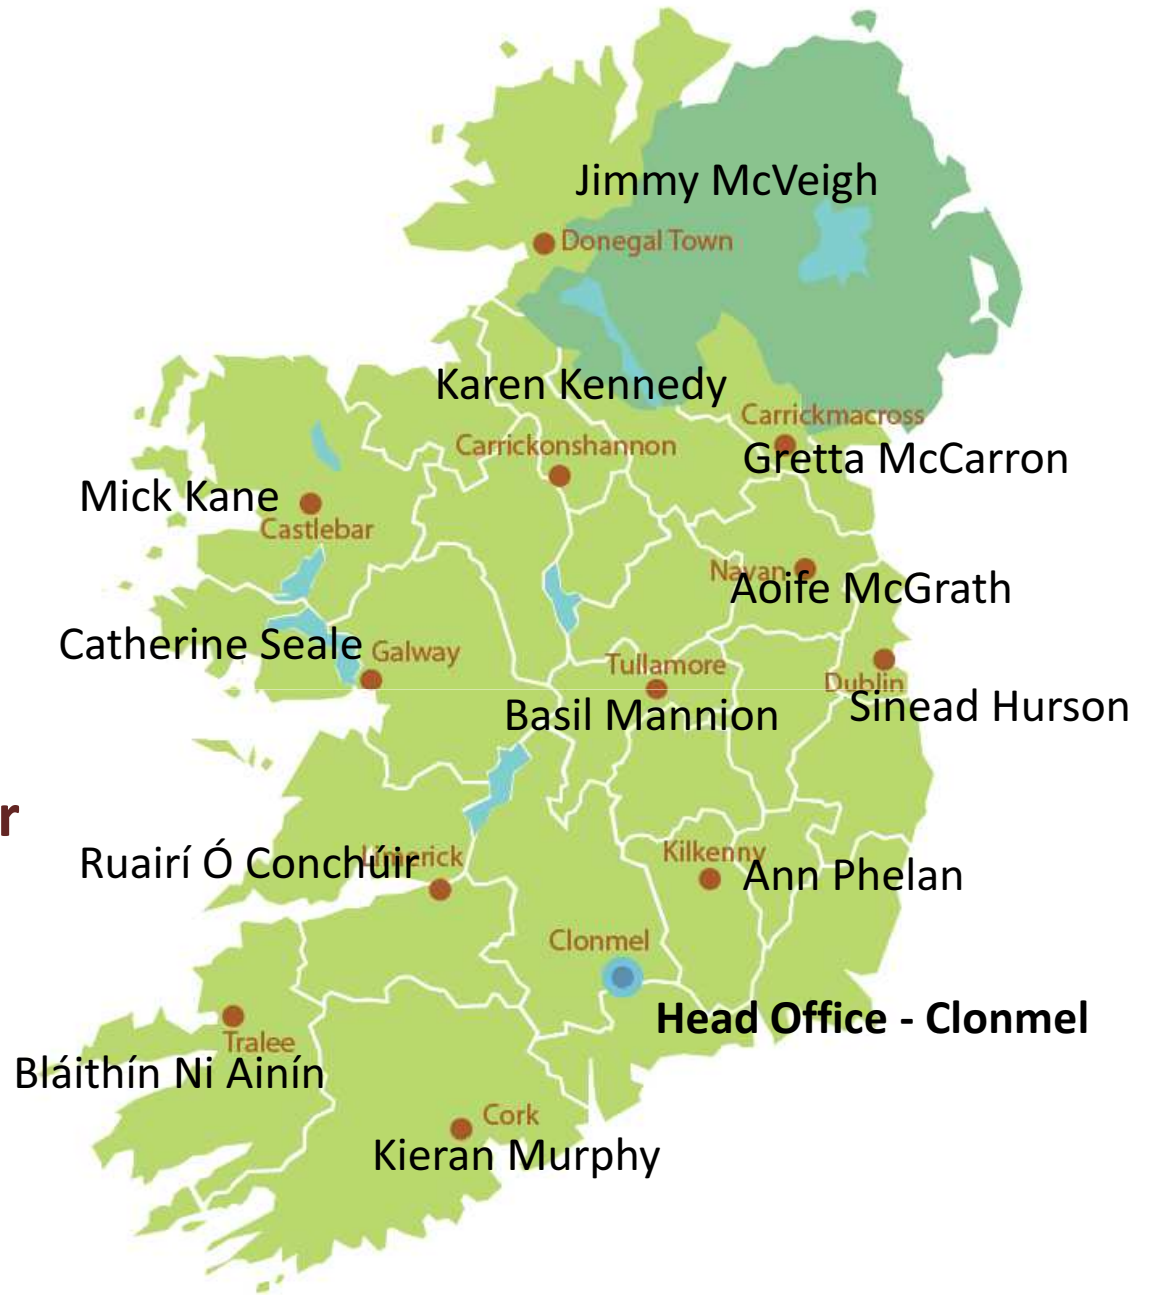 Jimmy McVeigh
Donegal Town
Karen Kennedy
Carrickmacross
Carrickonshannon
Gretta McCarron
Mick Kane
Castlebar
Navan
Aoife McGrath
Catherine Seale
Galway
Tullamore
Dublin
Basil Mannion
Sinead Hurson
r
Ruairí Ó Conchúir
Limerick
Kilkenny
Ann Phelan
Clonmel
Head Office - Clonmel
Tralee
Bláithín Ni Ainín
Cork
Kieran Murphy